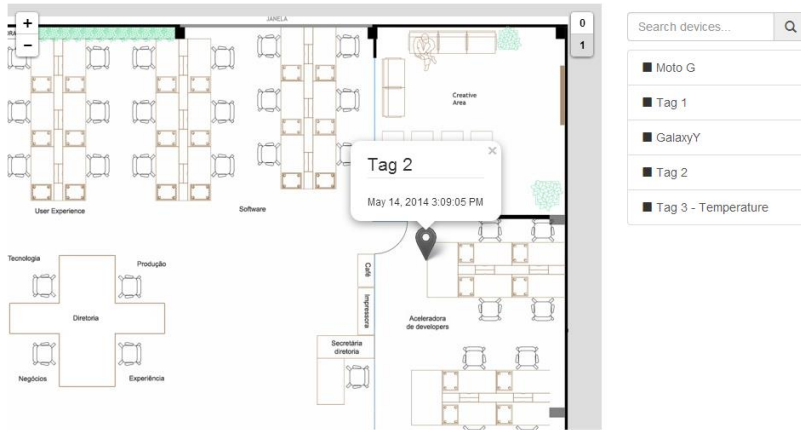 JANELA
+
−
0
1
Creative
Area
Tag 2
×
May 14, 2014 3:09:05 PM
User Experience
Software
Tecnologia
Produção
Diretoria
Negócios
Experiência
Café
Impressora
Secretária
diretoria
Aceleradora
de developers
Search devices...
Moto G
Tag 1
GalaxyY
Tag 2
Tag 3 - Temperature